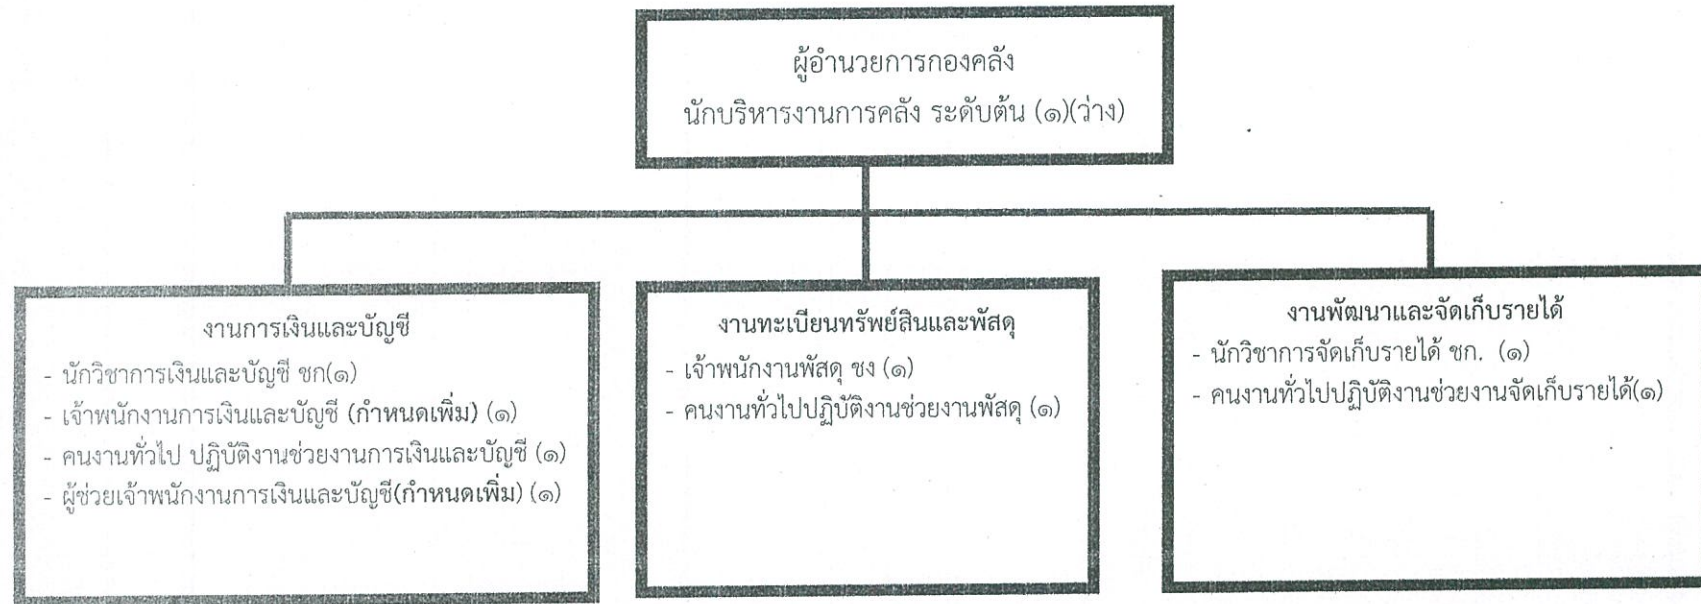 ผู้อำนวยการกองคลัง
นักบริหารงานการคลัง ระดับต้น (๑)(ว่าง)
งานการเงินและบัญชี
- นักวิชาการเงินและบัญชี ชก(๑)
- เจ้าพนักงานการเงินและบัญชี (กำหนดเพิ่ม) (๑)
- คนงานทั่วไป ปฏิบัติงานช่วยงานการเงินและบัญชี (๑)
- ผู้ช่วยเจ้าพนักงานการเงินและบัญชี(กำหนดเพิ่ม) (๑)
งานทะเบียนทรัพย์สินและพัสดุ
- เจ้าพนักงานพัสดุ ชง (๑)
- คนงานทั่วไปปฏิบัติงานช่วยงานพัสดุ (๑)
งานพัฒนาและจัดเก็บรายได้
- นักวิชาการจัดเก็บรายได้ ชก. (๑)
- คนงานทั่วไปปฏิบัติงานช่วยงานจัดเก็บรายได้(๑)